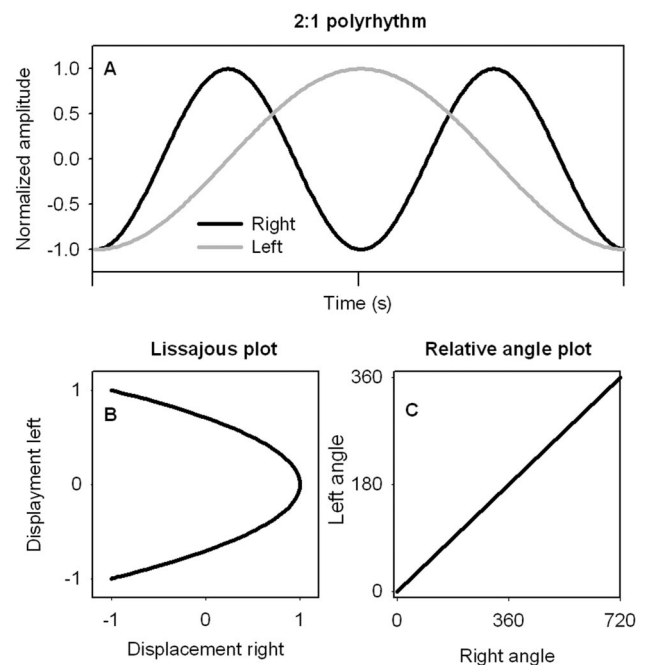 2:1 polyrhythm
A
Normalized amplitude
1.0
0.5
0.0
-0.5
-1.0
Right
Left
Time (s)
Lissajous plot
B
Displayment left
1
0
-1
-1 0 1
Displacement right
Relative angle plot
C
Left angle
360
180
0
0 360 720
Right angle